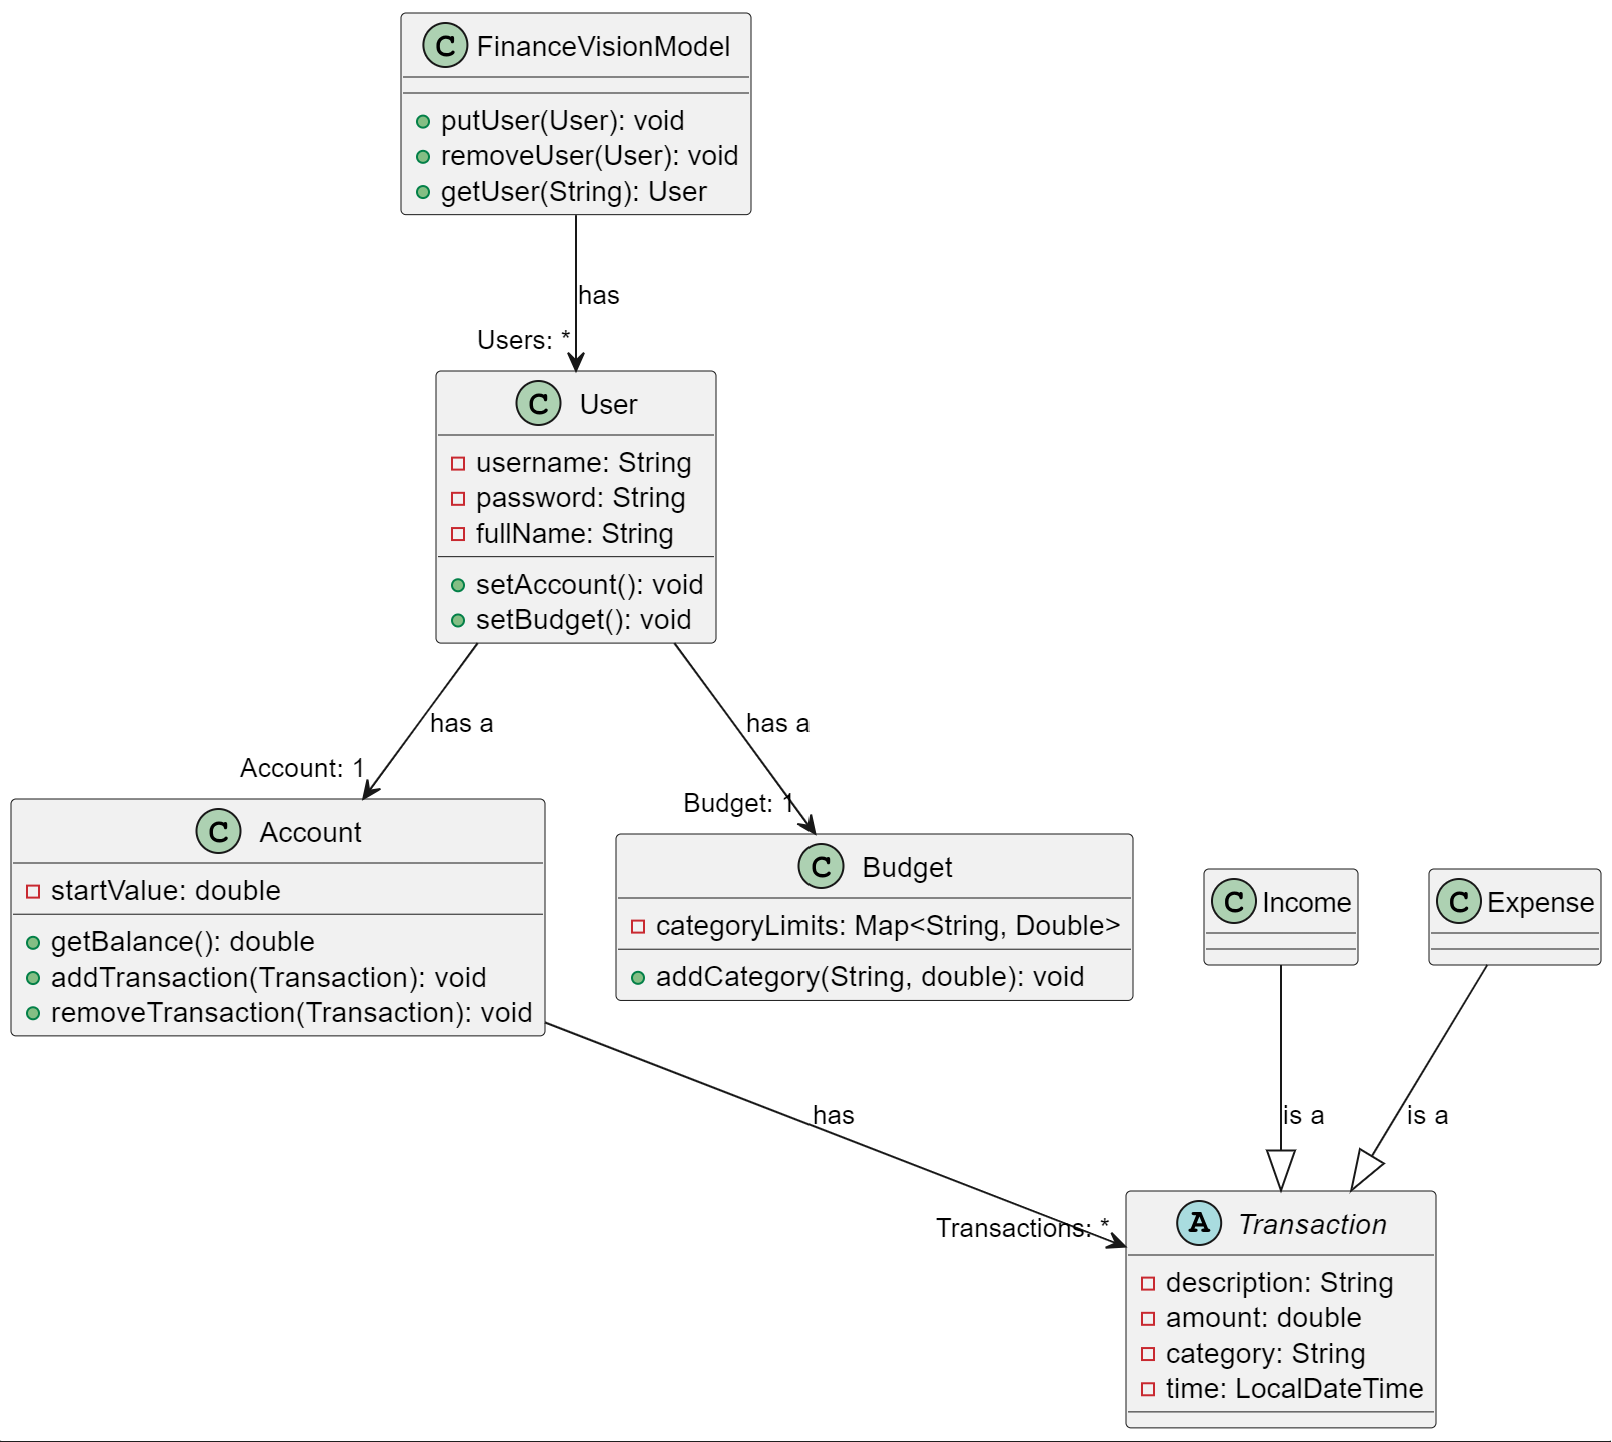 C FinanceVisionModel
putUser(User): void
removeUser(User): void
getUser(String): User
has
Users: *
C User
username: String
password: String
fullName: String
setAccount(): void
setBudget(): void
has a
has a
Account: 1
Budget: 1
C Account
startValue: double
getBalance(): double
addTransaction(Transaction): void
removeTransaction(Transaction): void
C Budget
categoryLimits: Map<String, Double>
addCategory(String, double): void
C Income
C Expense
has
is a
is a
Transactions: *
A Transaction
description: String
amount: double
category: String
time: LocalDateTime